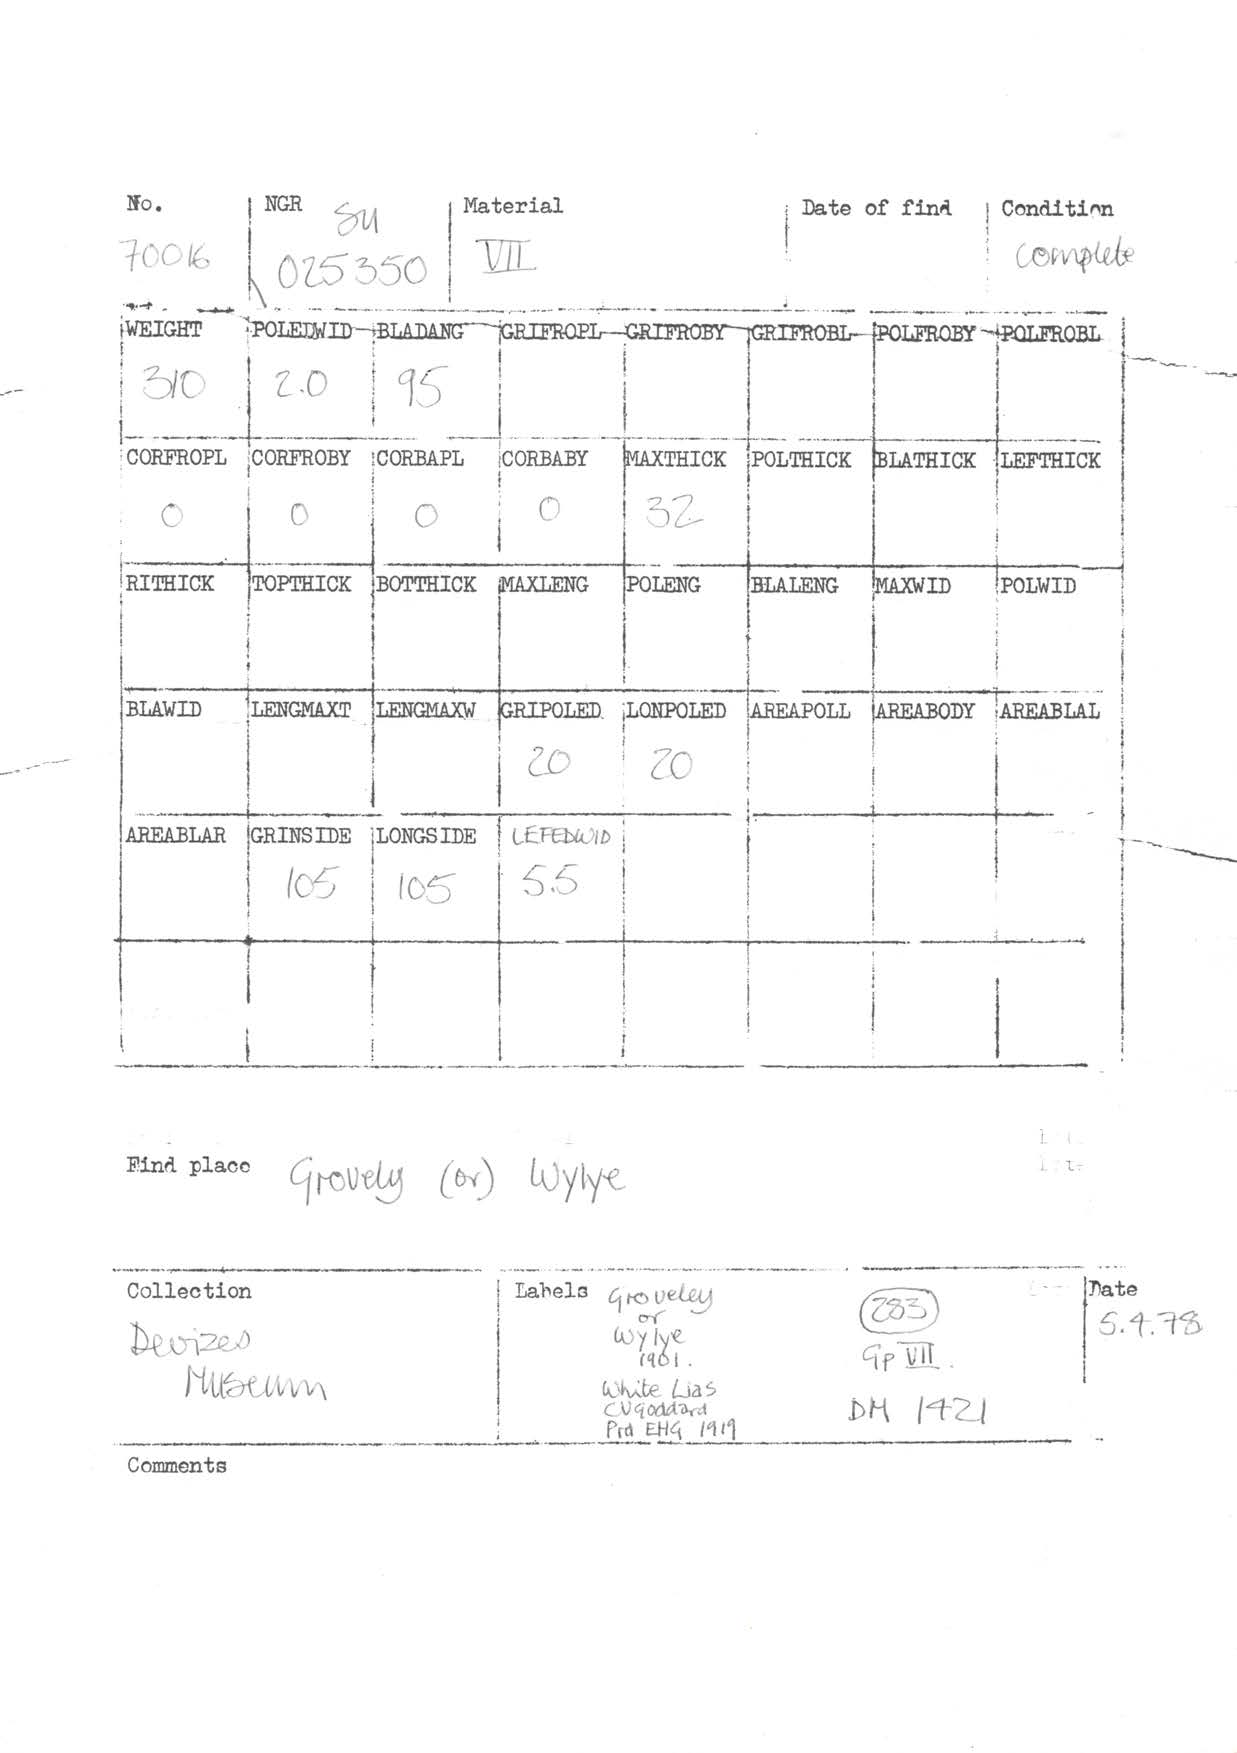 No. NGR SU Material Date of find Condition
70016 025350 VII complete
WEIGHT POLEDWID BLADANG GRIFROPL GRIFROBY GRIFROBL POLFROBY POLFROBL
310 2.0 95
CORFROPL CORFROBY CORBAPL CORBABY MAXTHICK POLTHICK BLATHICK LEFTHICK
0 0 0 0 32
RITHICK TOPTHICK BOTTHICK MAXLENG POLENG BLALENG MAXWID POLWID
BLAWID LENGMAXT LENGMAXW GRIPOLED LONPOLED AREAPOLL AREABODY AREABLAL
20 20
AREABLAR GRINSIDE LONGSIDE LEFEDWID
105 105 5.5
Find place Grovely (or) Wylye
Collection
Devizes
Museum
Labels Groveley
or
Wylye
1901.
White Lias
CVGoddard
Prd EHG 1919
283
Gp VII.
DM 1421
Date
5.4.78
Comments